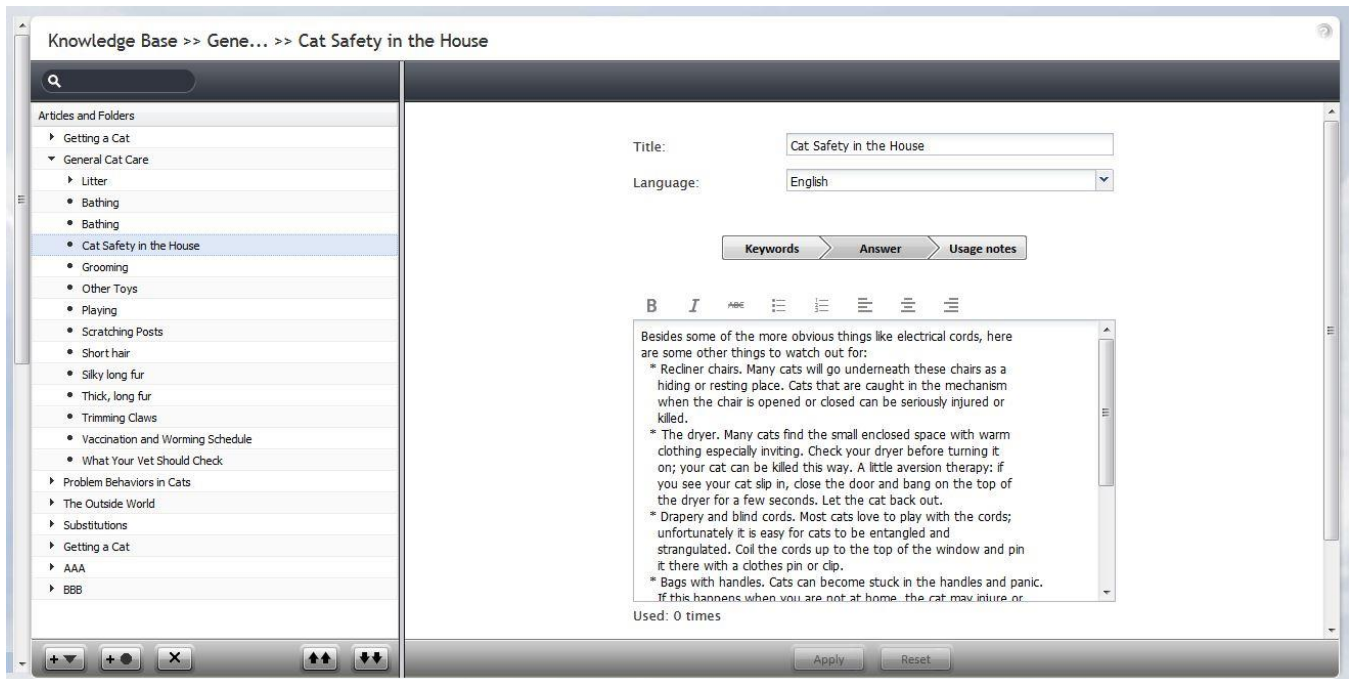 Knowledge Base >> Gene... >> Cat Safety in the House
Articles and Folders
Getting a Cat
General Cat Care
Litter
Bathing
Bathing
Cat Safety in the House
Grooming
Other Toys
Playing
Scratching Posts
Short hair
Silky long fur
Thick, long fur
Trimming Claws
Vaccination and Worming Schedule
What Your Vet Should Check
Problem Behaviors in Cats
The Outside World
Substitutions
Getting a Cat
AAA
BBB
Title: Cat Safety in the House
Language: English
Keywords Answer Usage notes
B I ABC
Besides some of the more obvious things like electrical cords, here
are some other things to watch out for:
* Recliner chairs. Many cats will go underneath these chairs as a
hiding or resting place. Cats that are caught in the mechanism
when the chair is opened or closed can be seriously injured or
killed.
* The dryer. Many cats find the small enclosed space with warm
clothing especially inviting. Check your dryer before turning it
on; your cat can be killed this way. A little aversion therapy: if
you see your cat slip in, close the door and bang on the top of
the dryer for a few seconds. Let the cat back out.
* Drapery and blind cords. Most cats love to play with the cords;
unfortunately it is easy for cats to be entangled and
strangulated. Coil the cords up to the top of the window and pin
it there with a clothes pin or clip.
* Bags with handles. Cats can become stuck in the handles and panic.
If this happens when you are not at home, the cat may injure or
Used: 0 times
Apply Reset